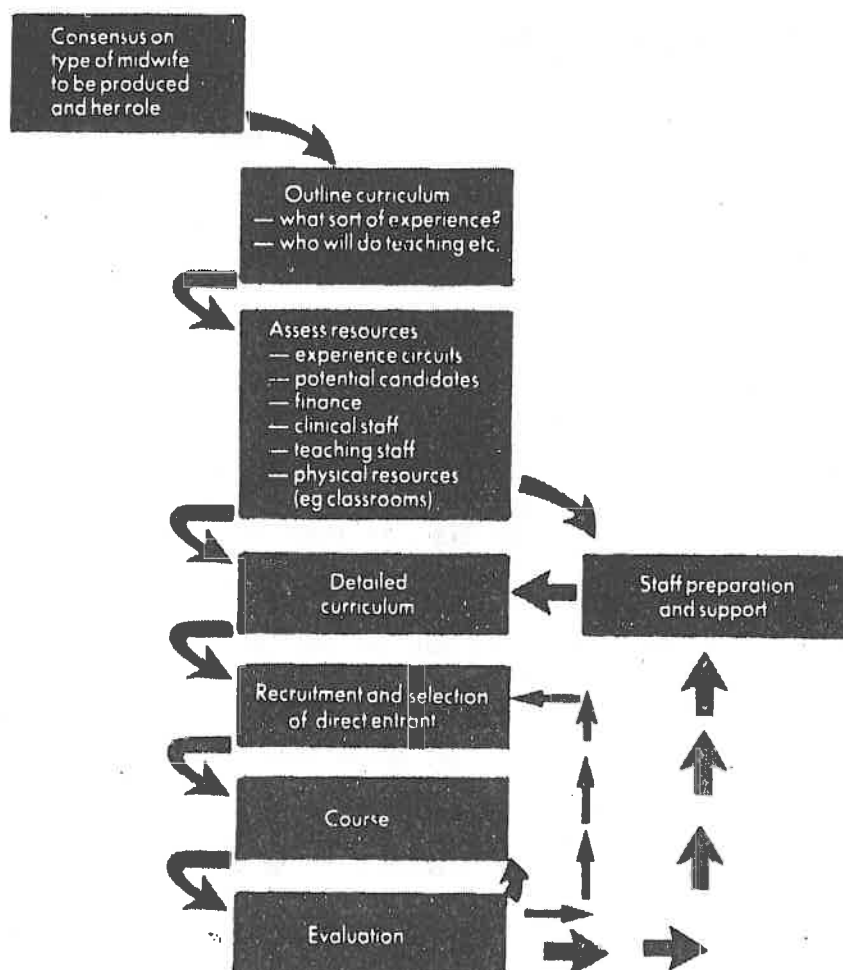 Consensus on
type of midwife
to be produced
and her role
Outline curriculum
— what sort of experience?
— who will do teaching etc.
Assess resources
— experience circuits
— potential candidates
— finance
— clinical staff
— teaching staff
— physical resources
(eg classrooms)
Detailed
curriculum
Staff preparation
and support
Recruitment and selection
of direct entrant
Course
Evaluation